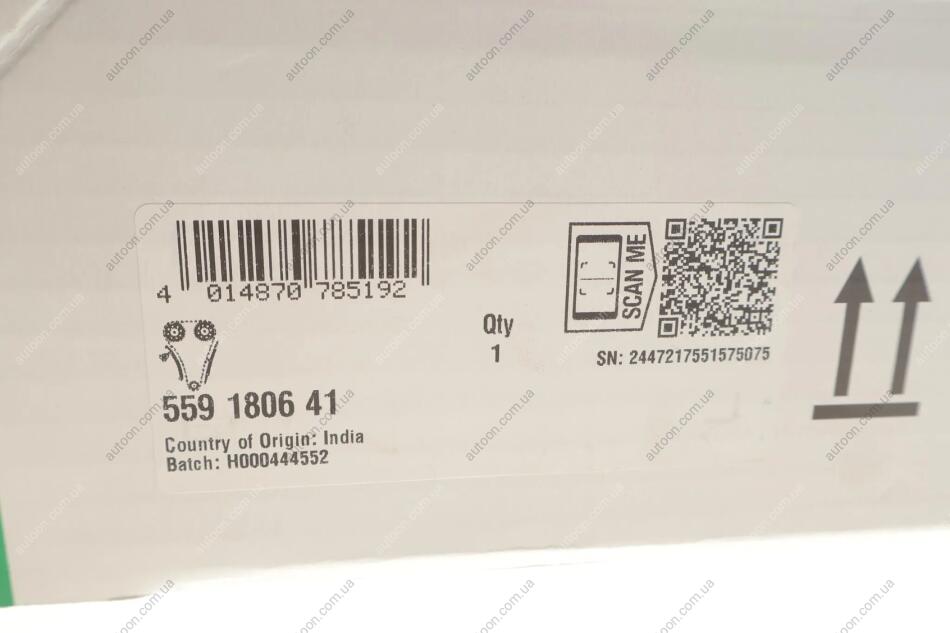 4 014870 785192
SCAN ME
Qty
1
SN: 2447217551575075
559 1806 41
Country of Origin: India
Batch: H000444552
autoon.com.ua